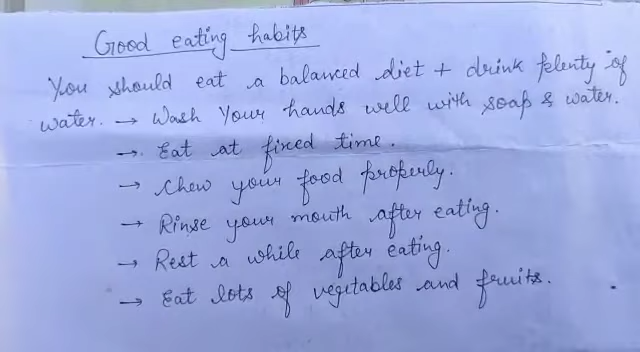 Good eating habits
You should eat a balanced diet + drink plenty of
water. → Wash your hands well with soap & water.
→ Eat at fixed time.
→ Chew your food properly.
→ Rinse your mouth after eating.
→ Rest a while after eating.
→ Eat lots of vegetables and fruits.